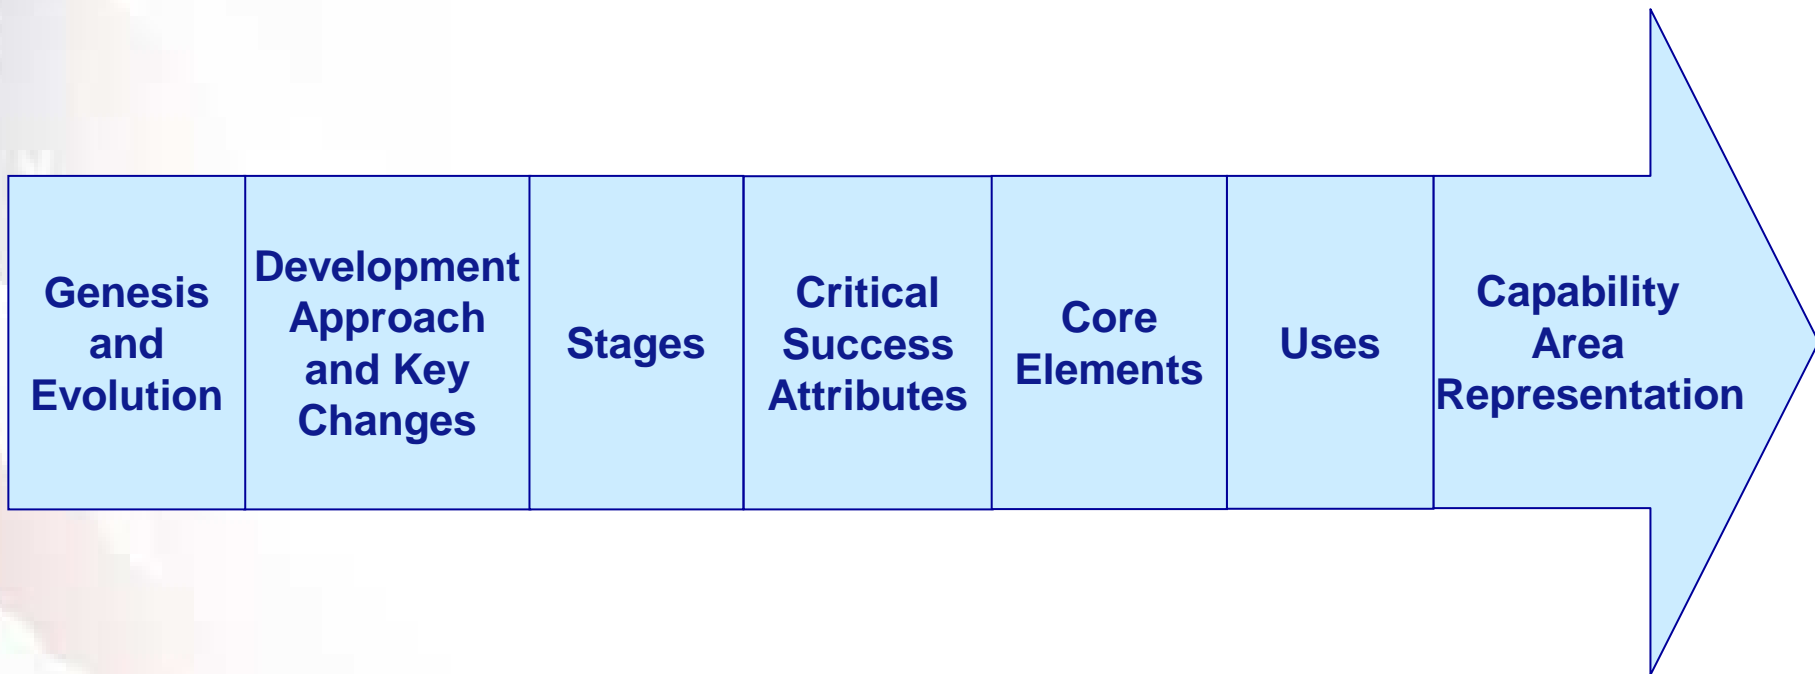 Genesis
and
Evolution
Development
Approach
and Key
Changes
Stages
Critical
Success
Attributes
Core
Elements
Uses
Capability
Area
Representation